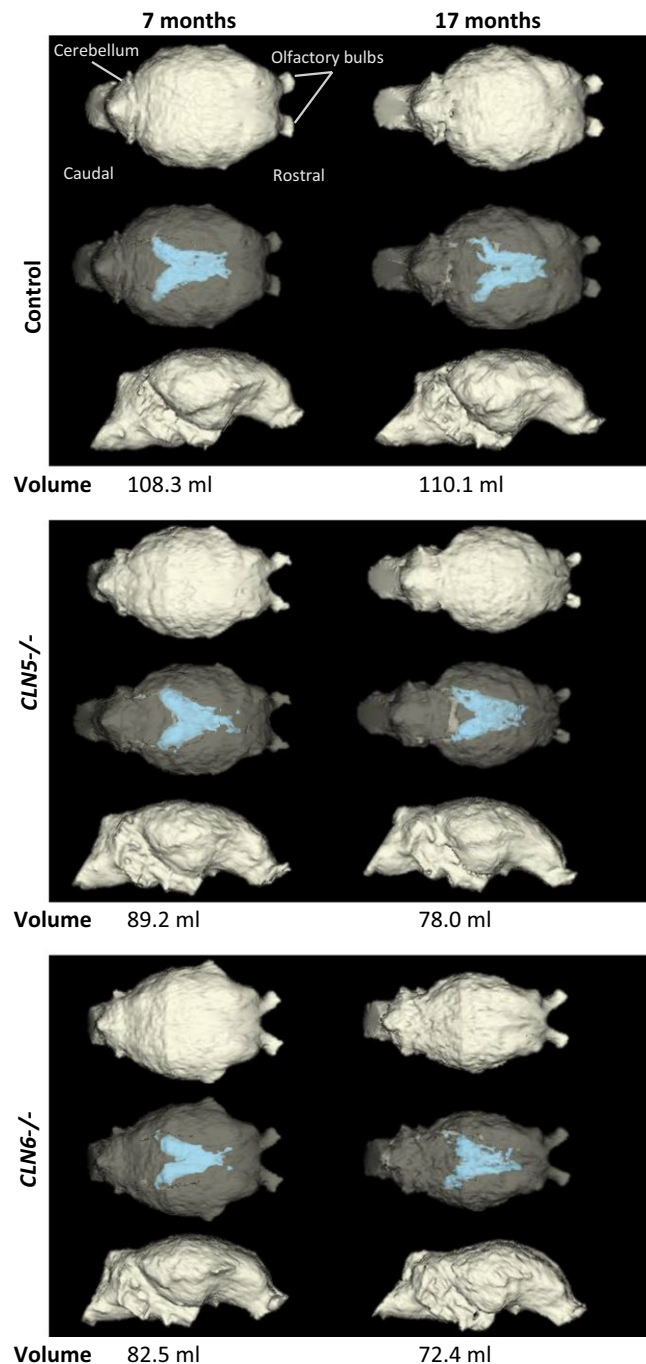 7 months 17 months
Cerebellum Olfactory bulbs
Caudal Rostral
Control
Volume 108.3 ml 110.1 ml
CLN5-/-
Volume 89.2 ml 78.0 ml
CLN6-/-
Volume 82.5 ml 72.4 ml